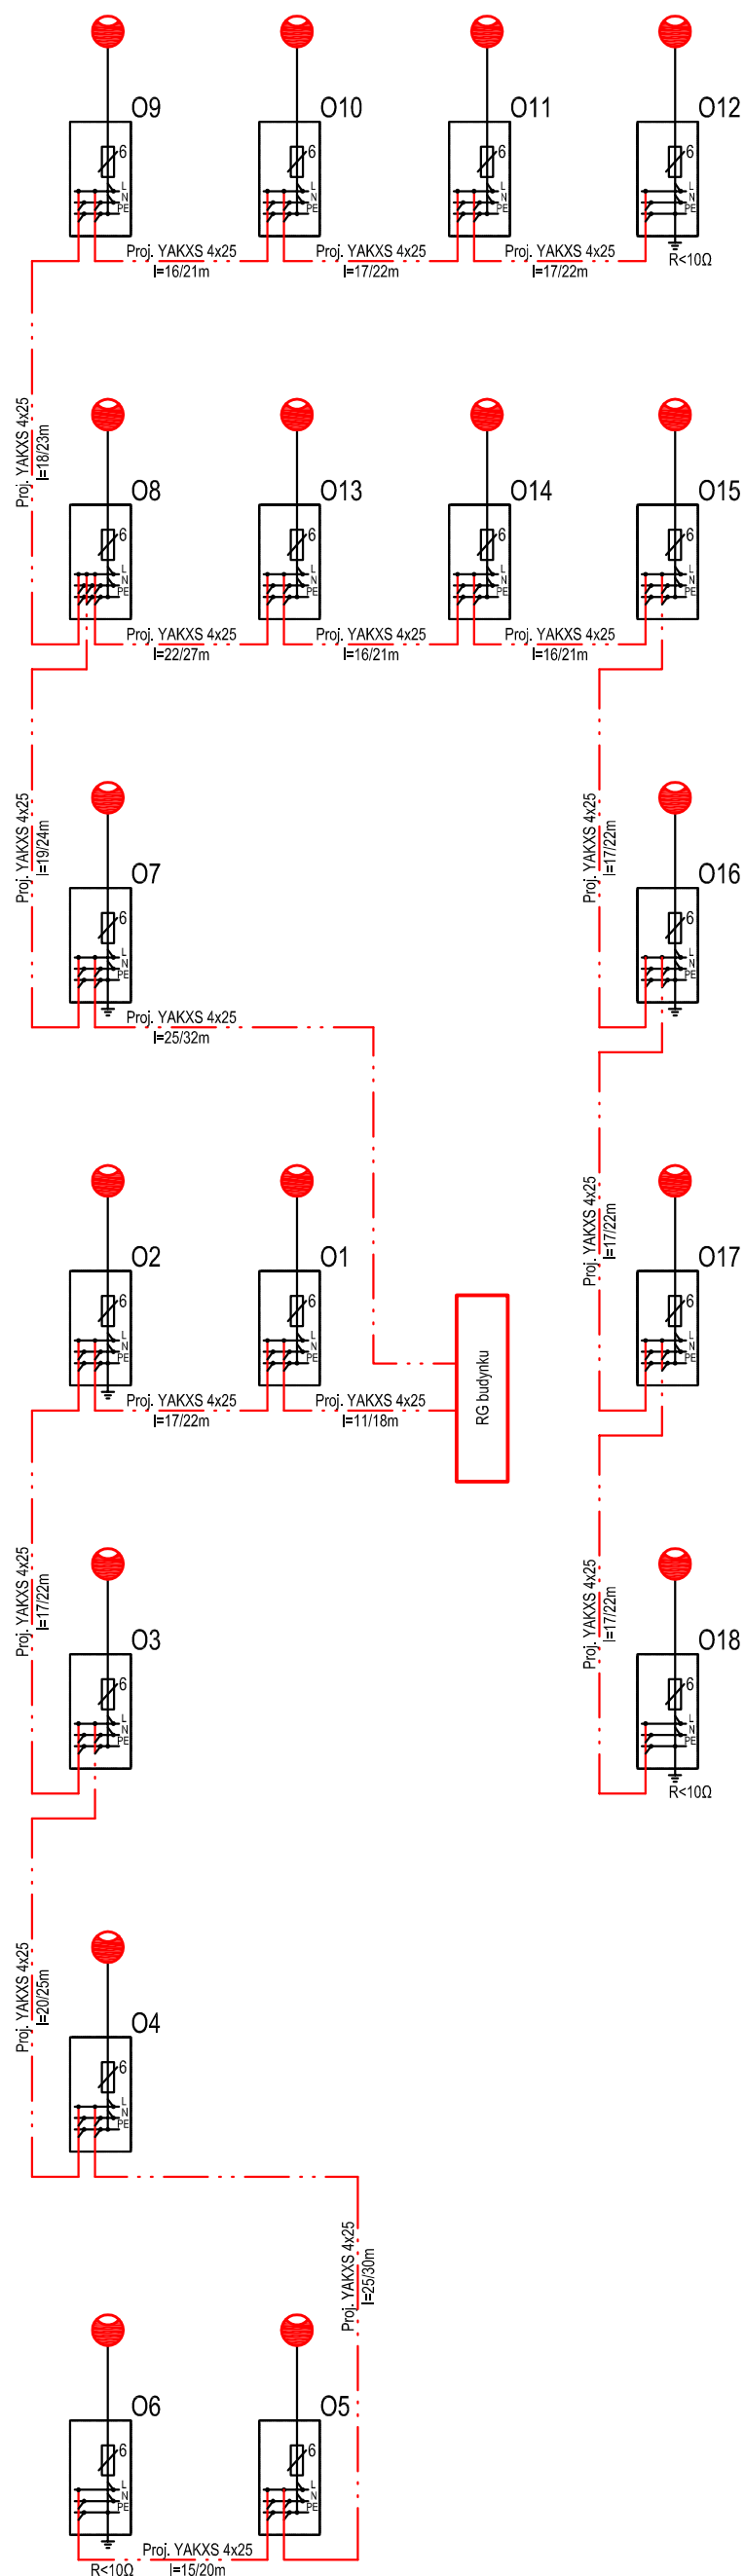 O9
O10
O11
O12
6
L
N
PE
6
L
N
PE
6
L
N
PE
6
L
N
PE
Proj. YAKXS 4x25
l=16/21m
Proj. YAKXS 4x25
l=17/22m
Proj. YAKXS 4x25
l=17/22m
R<10Ω
Proj. YAKXS 4x25
l=18/23m
O8
O13
O14
O15
6
L
N
PE
6
L
N
PE
6
L
N
PE
6
L
N
PE
Proj. YAKXS 4x25
l=22/27m
Proj. YAKXS 4x25
l=16/21m
Proj. YAKXS 4x25
l=16/21m
Proj. YAKXS 4x25
l=19/24m
Proj. YAKXS 4x25
l=17/22m
O7
O16
6
L
N
PE
6
L
N
PE
Proj. YAKXS 4x25
l=25/32m
Proj. YAKXS 4x25
l=17/22m
O2
O1
O17
6
L
N
PE
6
L
N
PE
6
L
N
PE
RG budynku
Proj. YAKXS 4x25
l=17/22m
Proj. YAKXS 4x25
l=11/18m
Proj. YAKXS 4x25
l=17/22m
Proj. YAKXS 4x25
l=17/22m
O3
O18
6
L
N
PE
6
L
N
PE
R<10Ω
Proj. YAKXS 4x25
l=20/25m
O4
6
L
N
PE
Proj. YAKXS 4x25
l=25/30m
O6
O5
6
L
N
PE
6
L
N
PE
R<10Ω
Proj. YAKXS 4x25
l=15/20m